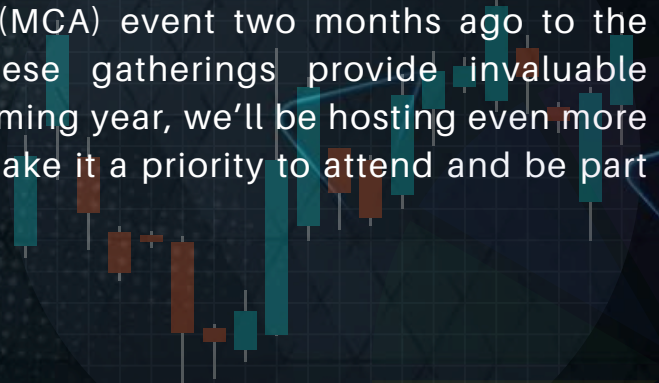 (MCA) event two months ago to the
ese gatherings provide invaluable
ming year, we’ll be hosting even more
ake it a priority to attend and be part